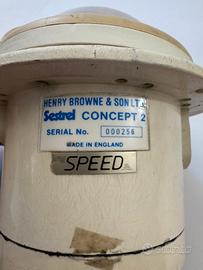 HENRY BROWNE & SON LTD.
Sestrel CONCEPT 2
SERIAL No. 000256
MADE IN ENGLAND
SPEED